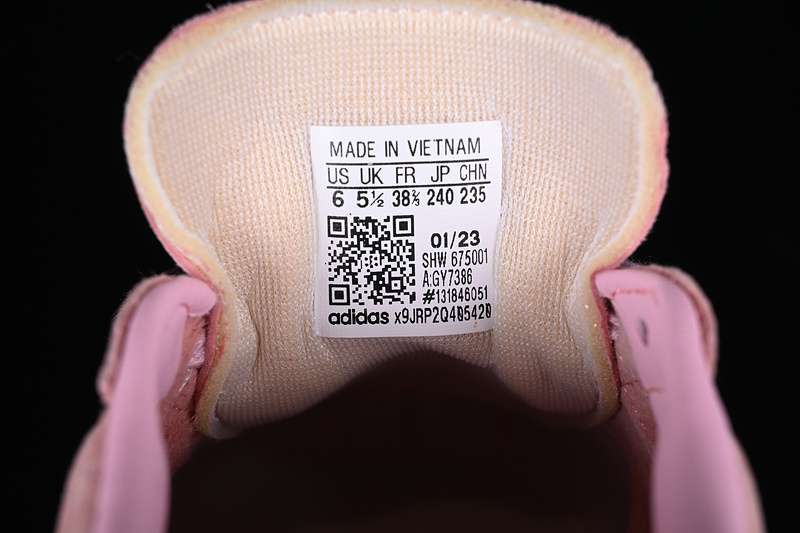 MADE IN VIETNAM
US UK FR JP CHN
6 5½ 38⅔ 240 235
01/23
SHW 675001
A:GY7386
#131846051
adidas x9JRP2Q405420